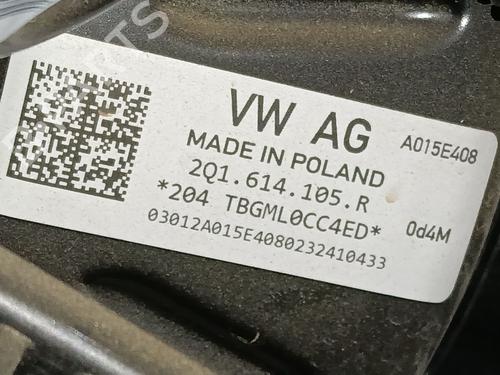 VW AG
A015E408
MADE IN POLAND
2Q1.614.105.R
*204 TBGML0CC4ED*
0d4M
03012A015E4080232410433